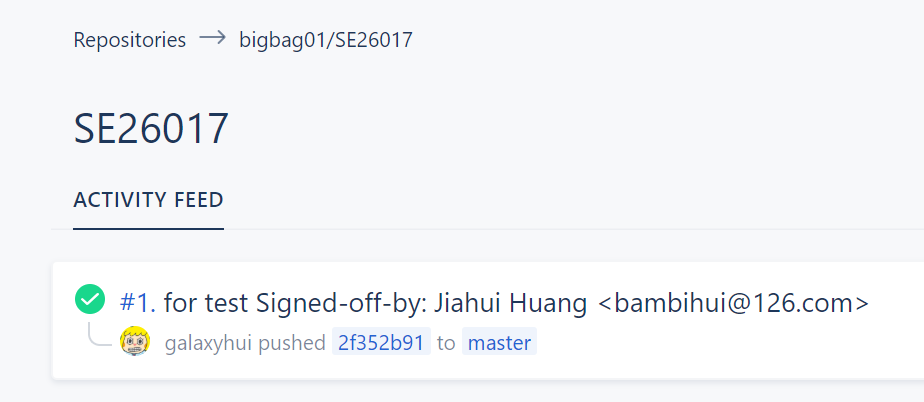 Repositories → bigbag01/SE26017
SE26017
ACTIVITY FEED
#1. for test Signed-off-by: Jiahui Huang <bambihui@126.com>
galaxyhui pushed 2f352b91 to master